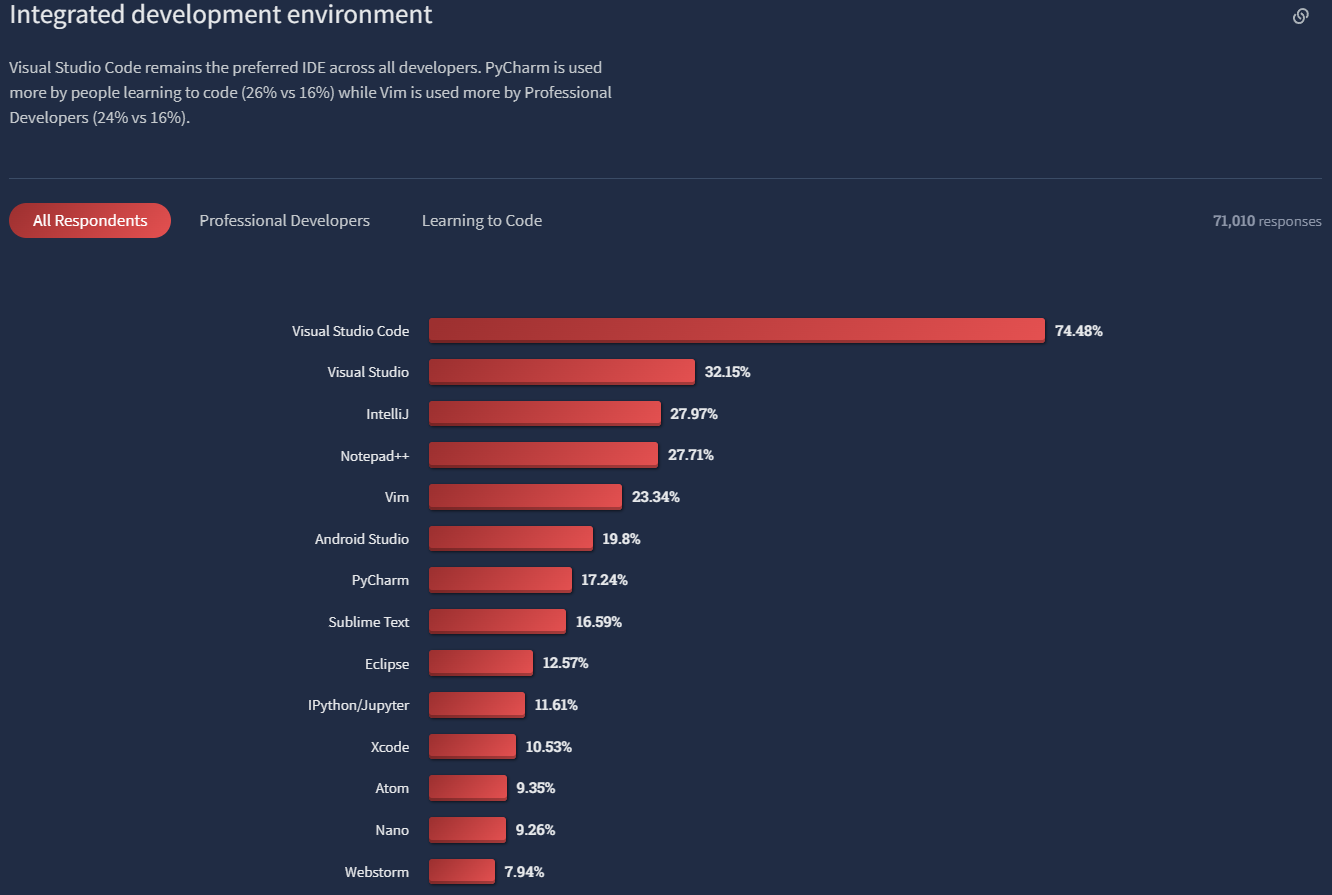 Integrated development environment
Visual Studio Code remains the preferred IDE across all developers. PyCharm is used
more by people learning to code (26% vs 16%) while Vim is used more by Professional
Developers (24% vs 16%).
All Respondents
Professional Developers
Learning to Code
71,010 responses
Visual Studio Code 74.48%
Visual Studio 32.15%
IntelliJ 27.97%
Notepad++ 27.71%
Vim 23.34%
Android Studio 19.8%
PyCharm 17.24%
Sublime Text 16.59%
Eclipse 12.57%
IPython/Jupyter 11.61%
Xcode 10.53%
Atom 9.35%
Nano 9.26%
Webstorm 7.94%